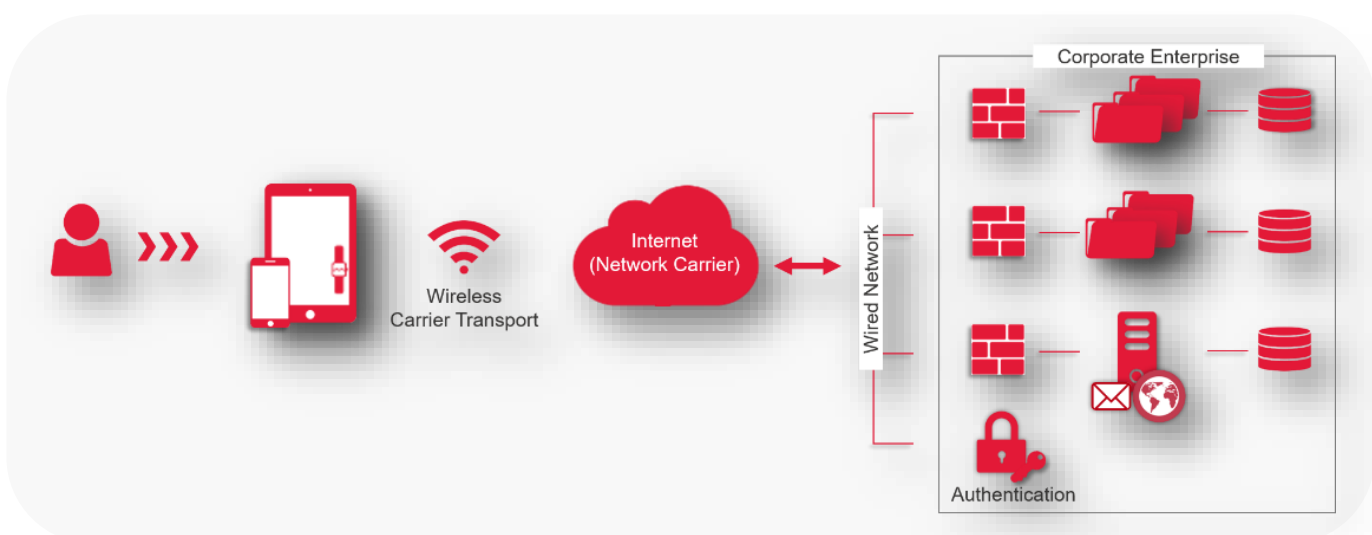 Corporate Enterprise
Internet
(Network Carrier)
Wireless
Carrier Transport
Wired Network
Authentication